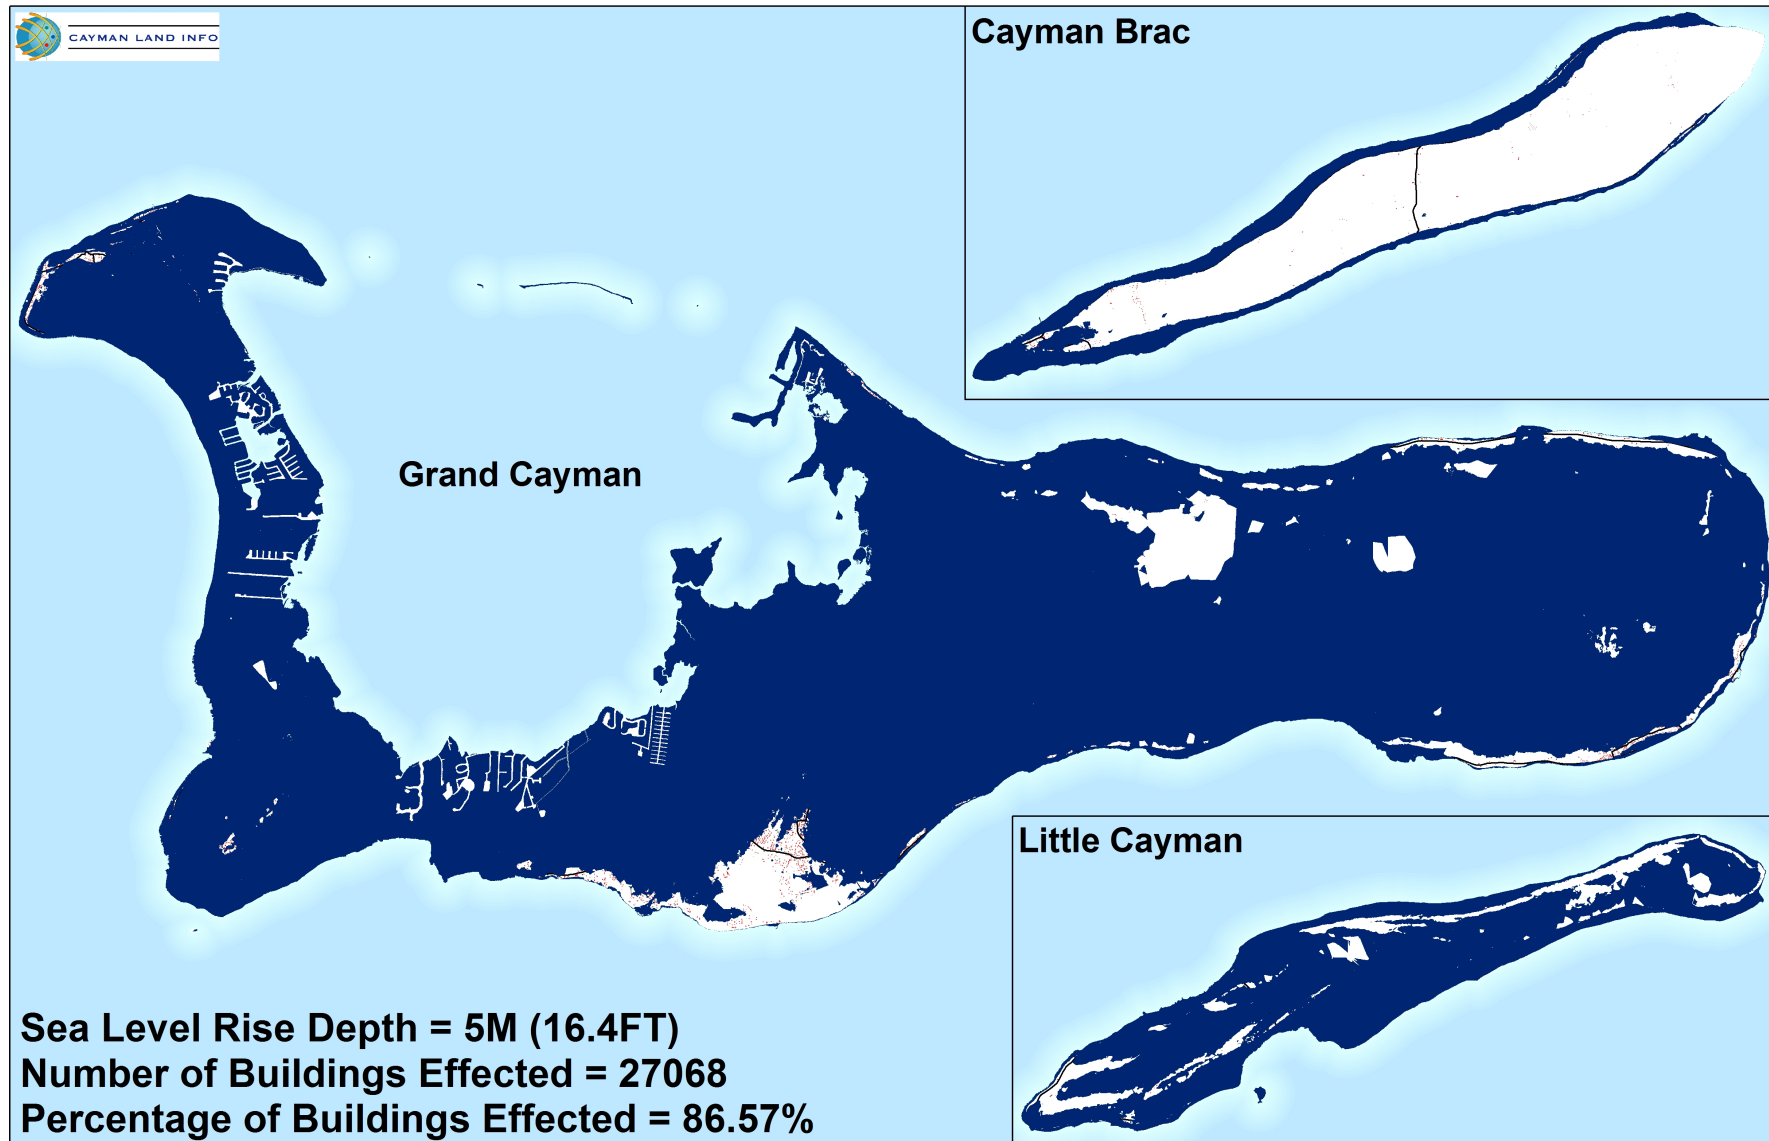 CAYMAN LAND INFO
Cayman Brac
Grand Cayman
Little Cayman
Sea Level Rise Depth = 5M (16.4FT)
Number of Buildings Effected = 27068
Percentage of Buildings Effected = 86.57%